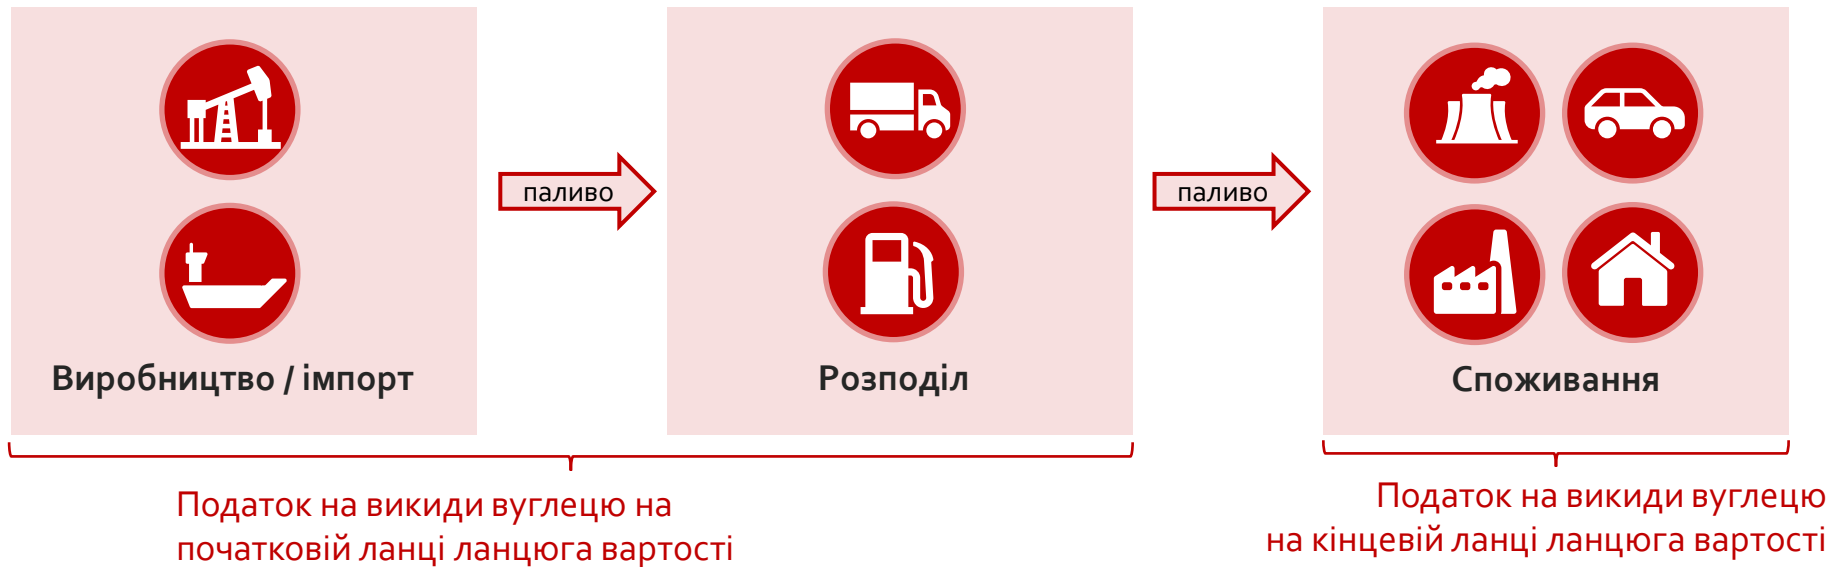 паливо
паливо
Виробництво / імпорт
Розподіл
Споживання
Податок на викиди вуглецю на
початковій ланці ланцюга вартості
Податок на викиди вуглецю
на кінцевій ланці ланцюга вартості